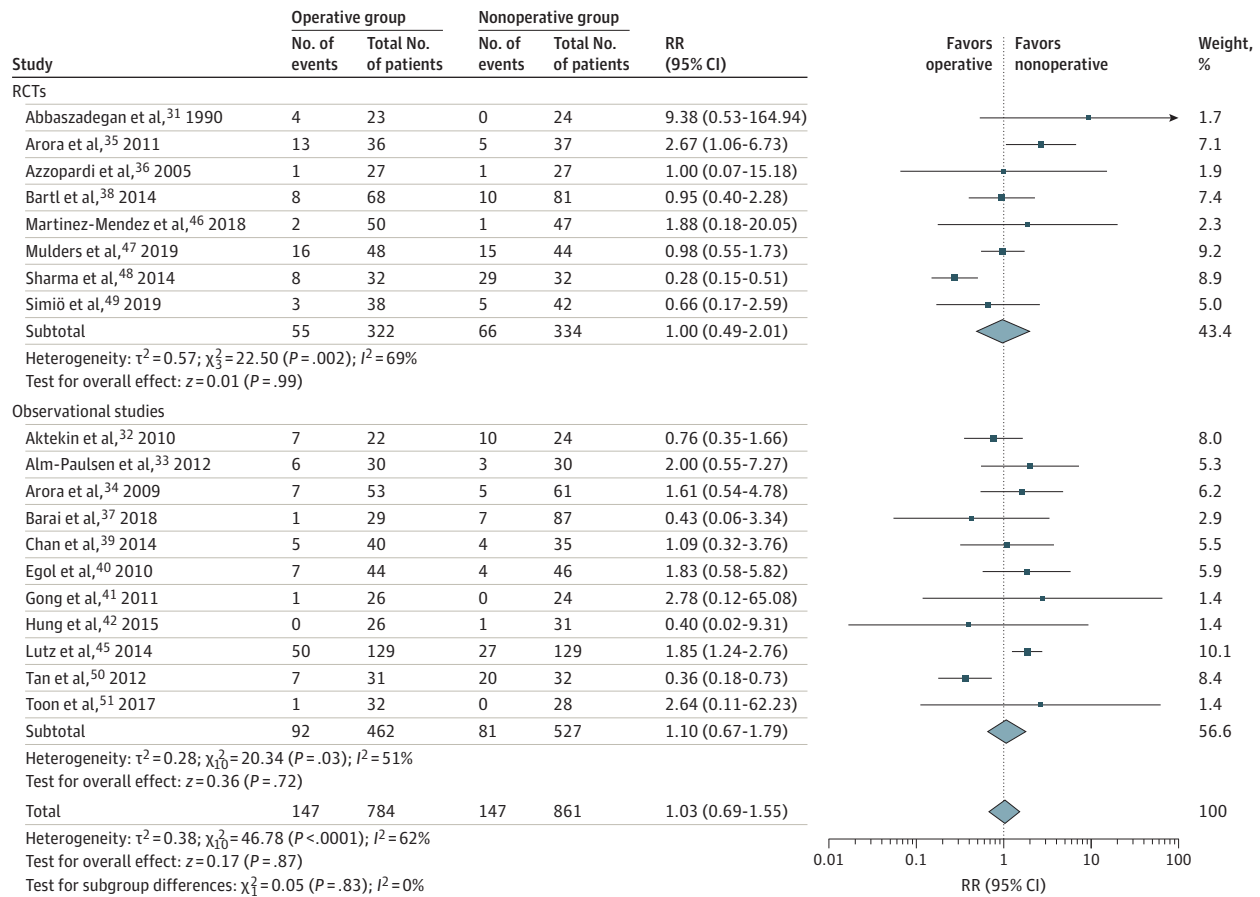 Operative group Nonoperative group
Study No. of events Total No. of patients No. of events Total No. of patients RR (95% CI) Favors operative Favors nonoperative Weight, %
RCTs
Abbaszadegan et al,31 1990 4 23 0 24 9.38 (0.53-164.94) 1.7
Arora et al,35 2011 13 36 5 37 2.67 (1.06-6.73) 7.1
Azzopardi et al,36 2005 1 27 1 27 1.00 (0.07-15.18) 1.9
Bartl et al,38 2014 8 68 10 81 0.95 (0.40-2.28) 7.4
Martinez-Mendez et al,46 2018 2 50 1 47 1.88 (0.18-20.05) 2.3
Mulders et al,47 2019 16 48 15 44 0.98 (0.55-1.73) 9.2
Sharma et al,48 2014 8 32 29 32 0.28 (0.15-0.51) 8.9
Simiö et al,49 2019 3 38 5 42 0.66 (0.17-2.59) 5.0
Subtotal 55 322 66 334 1.00 (0.49-2.01) 43.4
Heterogeneity: τ2=0.57; χ23=22.50 (P=.002); I2=69%
Test for overall effect: z=0.01 (P=.99)
Observational studies
Aktekin et al,32 2010 7 22 10 24 0.76 (0.35-1.66) 8.0
Alm-Paulsen et al,33 2012 6 30 3 30 2.00 (0.55-7.27) 5.3
Arora et al,34 2009 7 53 5 61 1.61 (0.54-4.78) 6.2
Barai et al,37 2018 1 29 7 87 0.43 (0.06-3.34) 2.9
Chan et al,39 2014 5 40 4 35 1.09 (0.32-3.76) 5.5
Egol et al,40 2010 7 44 4 46 1.83 (0.58-5.82) 5.9
Gong et al,41 2011 1 26 0 24 2.78 (0.12-65.08) 1.4
Hung et al,42 2015 0 26 1 31 0.40 (0.02-9.31) 1.4
Lutz et al,45 2014 50 129 27 129 1.85 (1.24-2.76) 10.1
Tan et al,50 2012 7 31 20 32 0.36 (0.18-0.73) 8.4
Toon et al,51 2017 1 32 0 28 2.64 (0.11-62.23) 1.4
Subtotal 92 462 81 527 1.10 (0.67-1.79) 56.6
Heterogeneity: τ2=0.28; χ210=20.34 (P=.03); I2=51%
Test for overall effect: z=0.36 (P=.72)
Total 147 784 147 861 1.03 (0.69-1.55) 100
Heterogeneity: τ2=0.38; χ210=46.78 (P<.0001); I2=62%
Test for overall effect: z=0.17 (P=.87)
Test for subgroup differences: χ21=0.05 (P=.83); I2=0%
0.01 0.1 1 10 100
RR (95% CI)